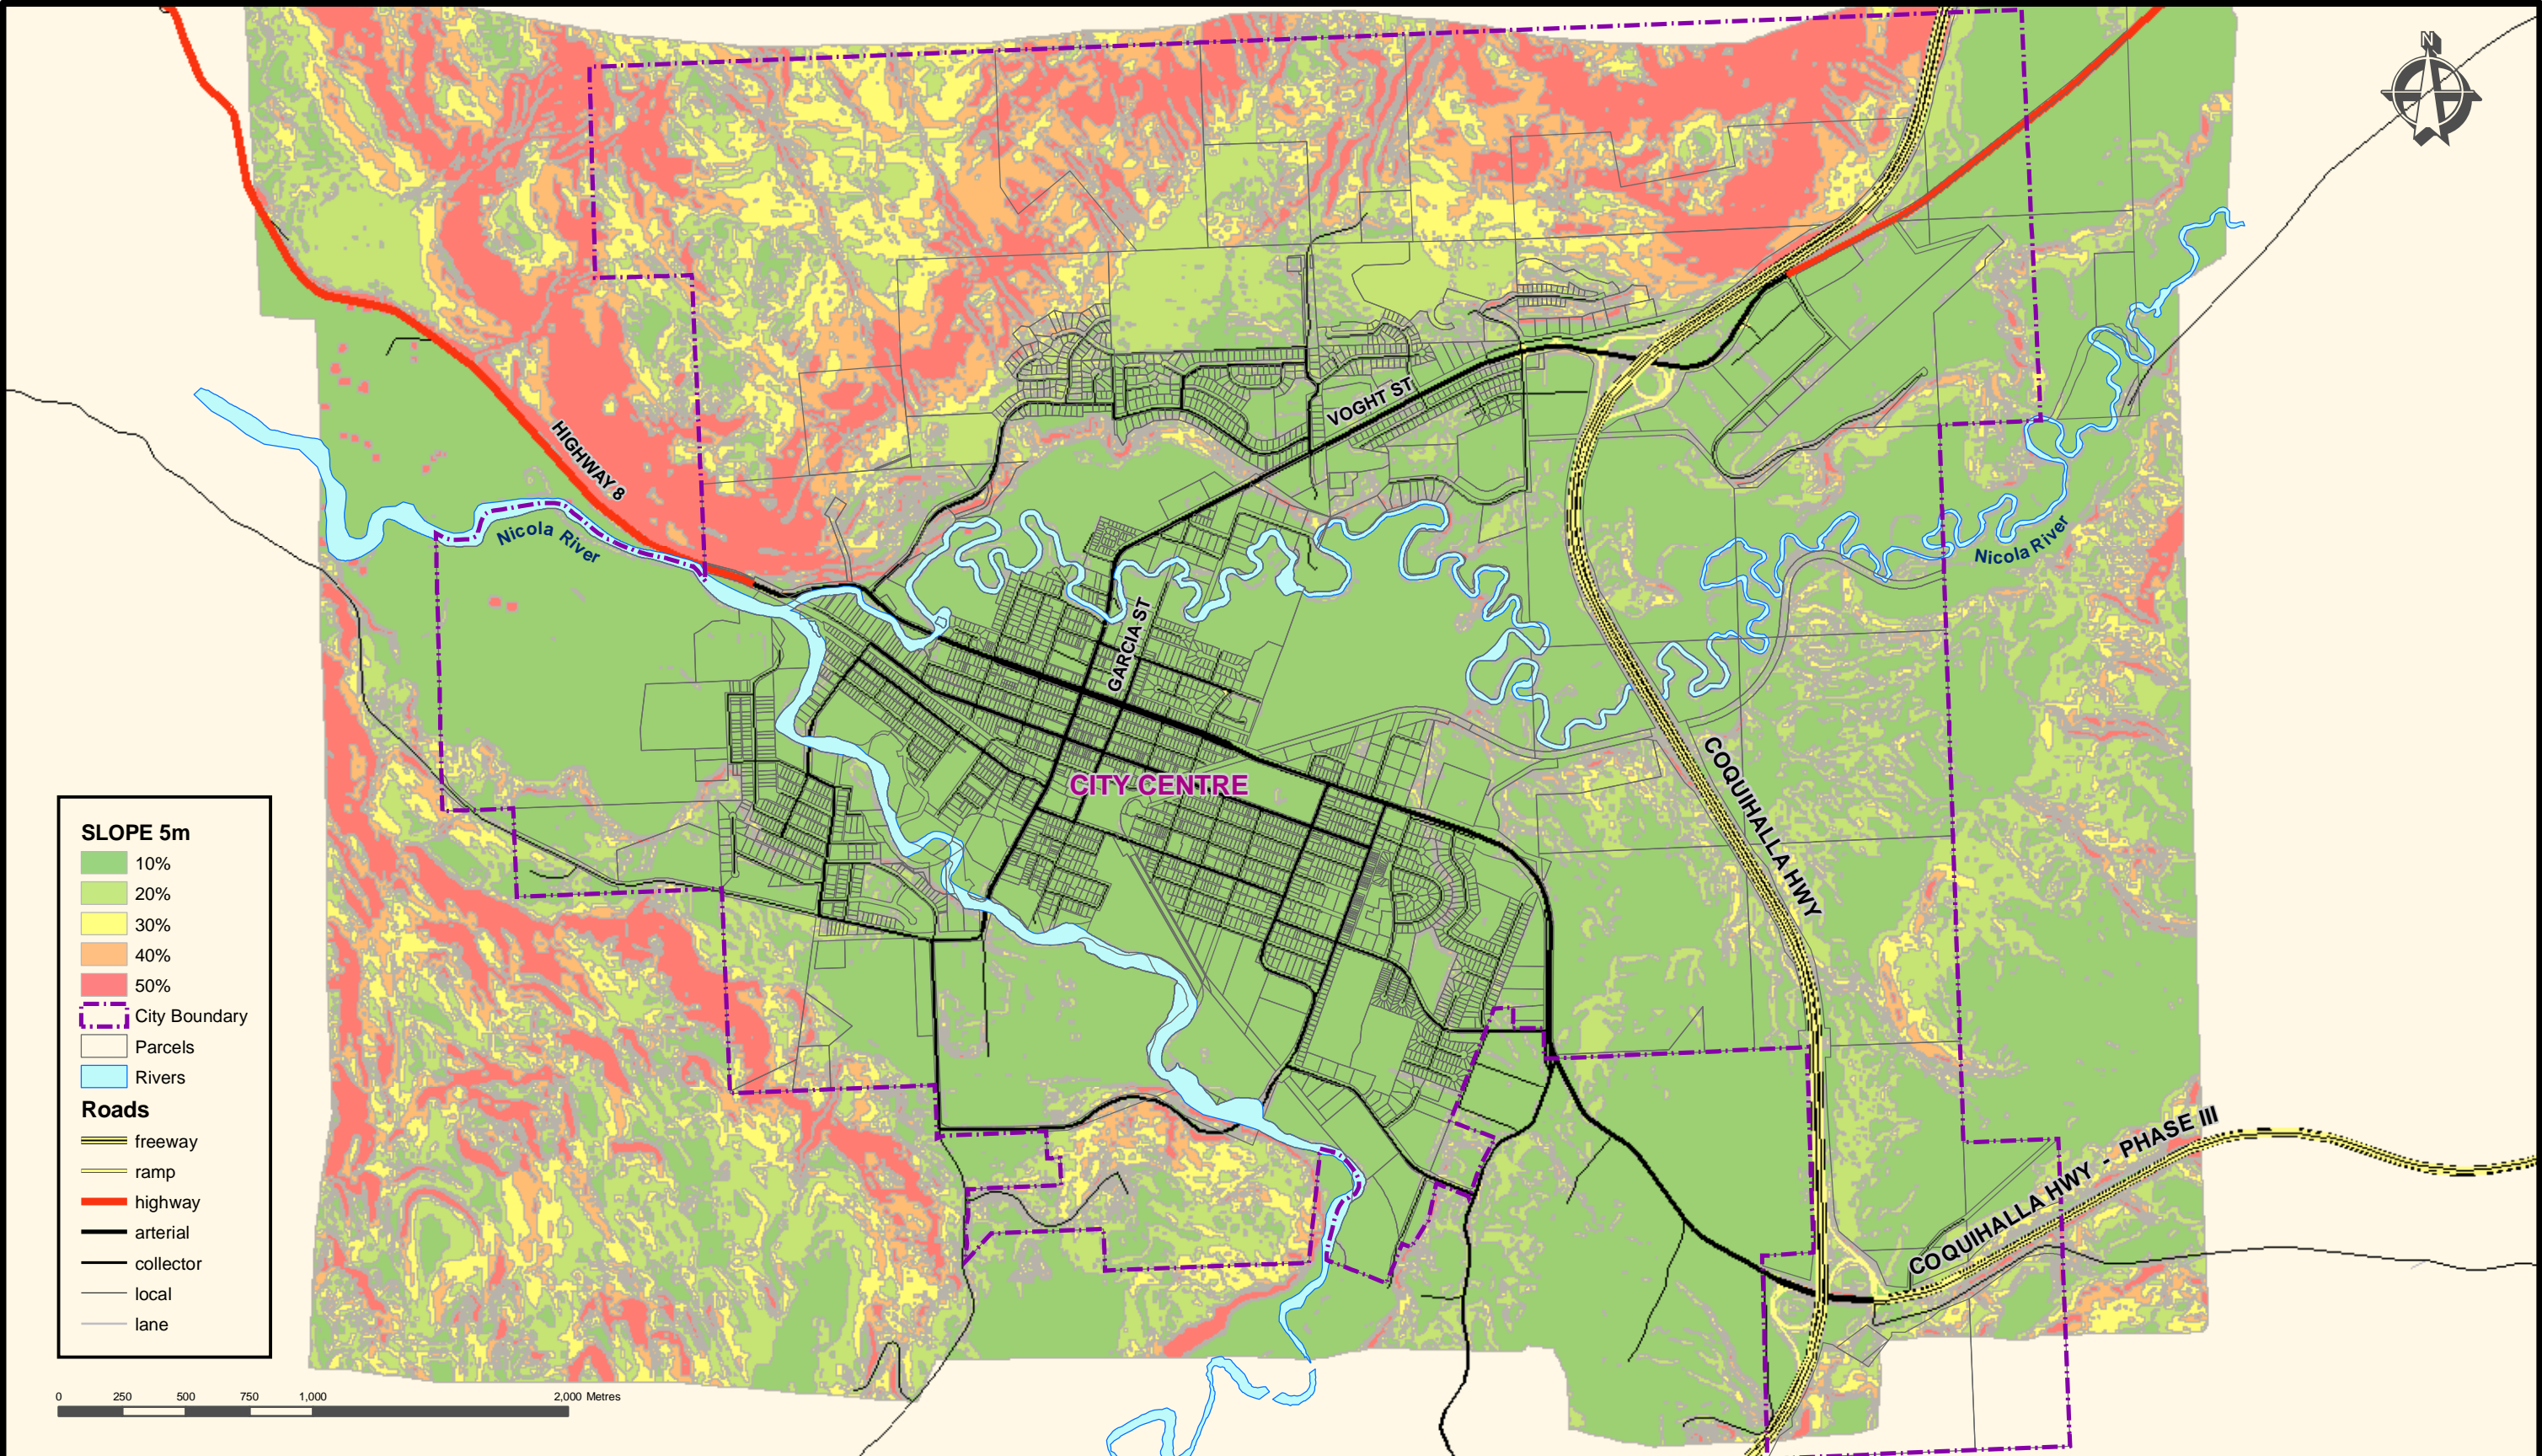 N
VOGHT ST
HIGHWAY 8
Nicola River
Nicola River
GARCIA ST
CITY CENTRE
COQUIHALLA HWY
COQUIHALLA HWY - PHASE III
SLOPE 5m
10%
20%
30%
40%
50%
City Boundary
Parcels
Rivers
Roads
freeway
ramp
highway
arterial
collector
local
lane
0 250 500 750 1,000 2,000 Metres